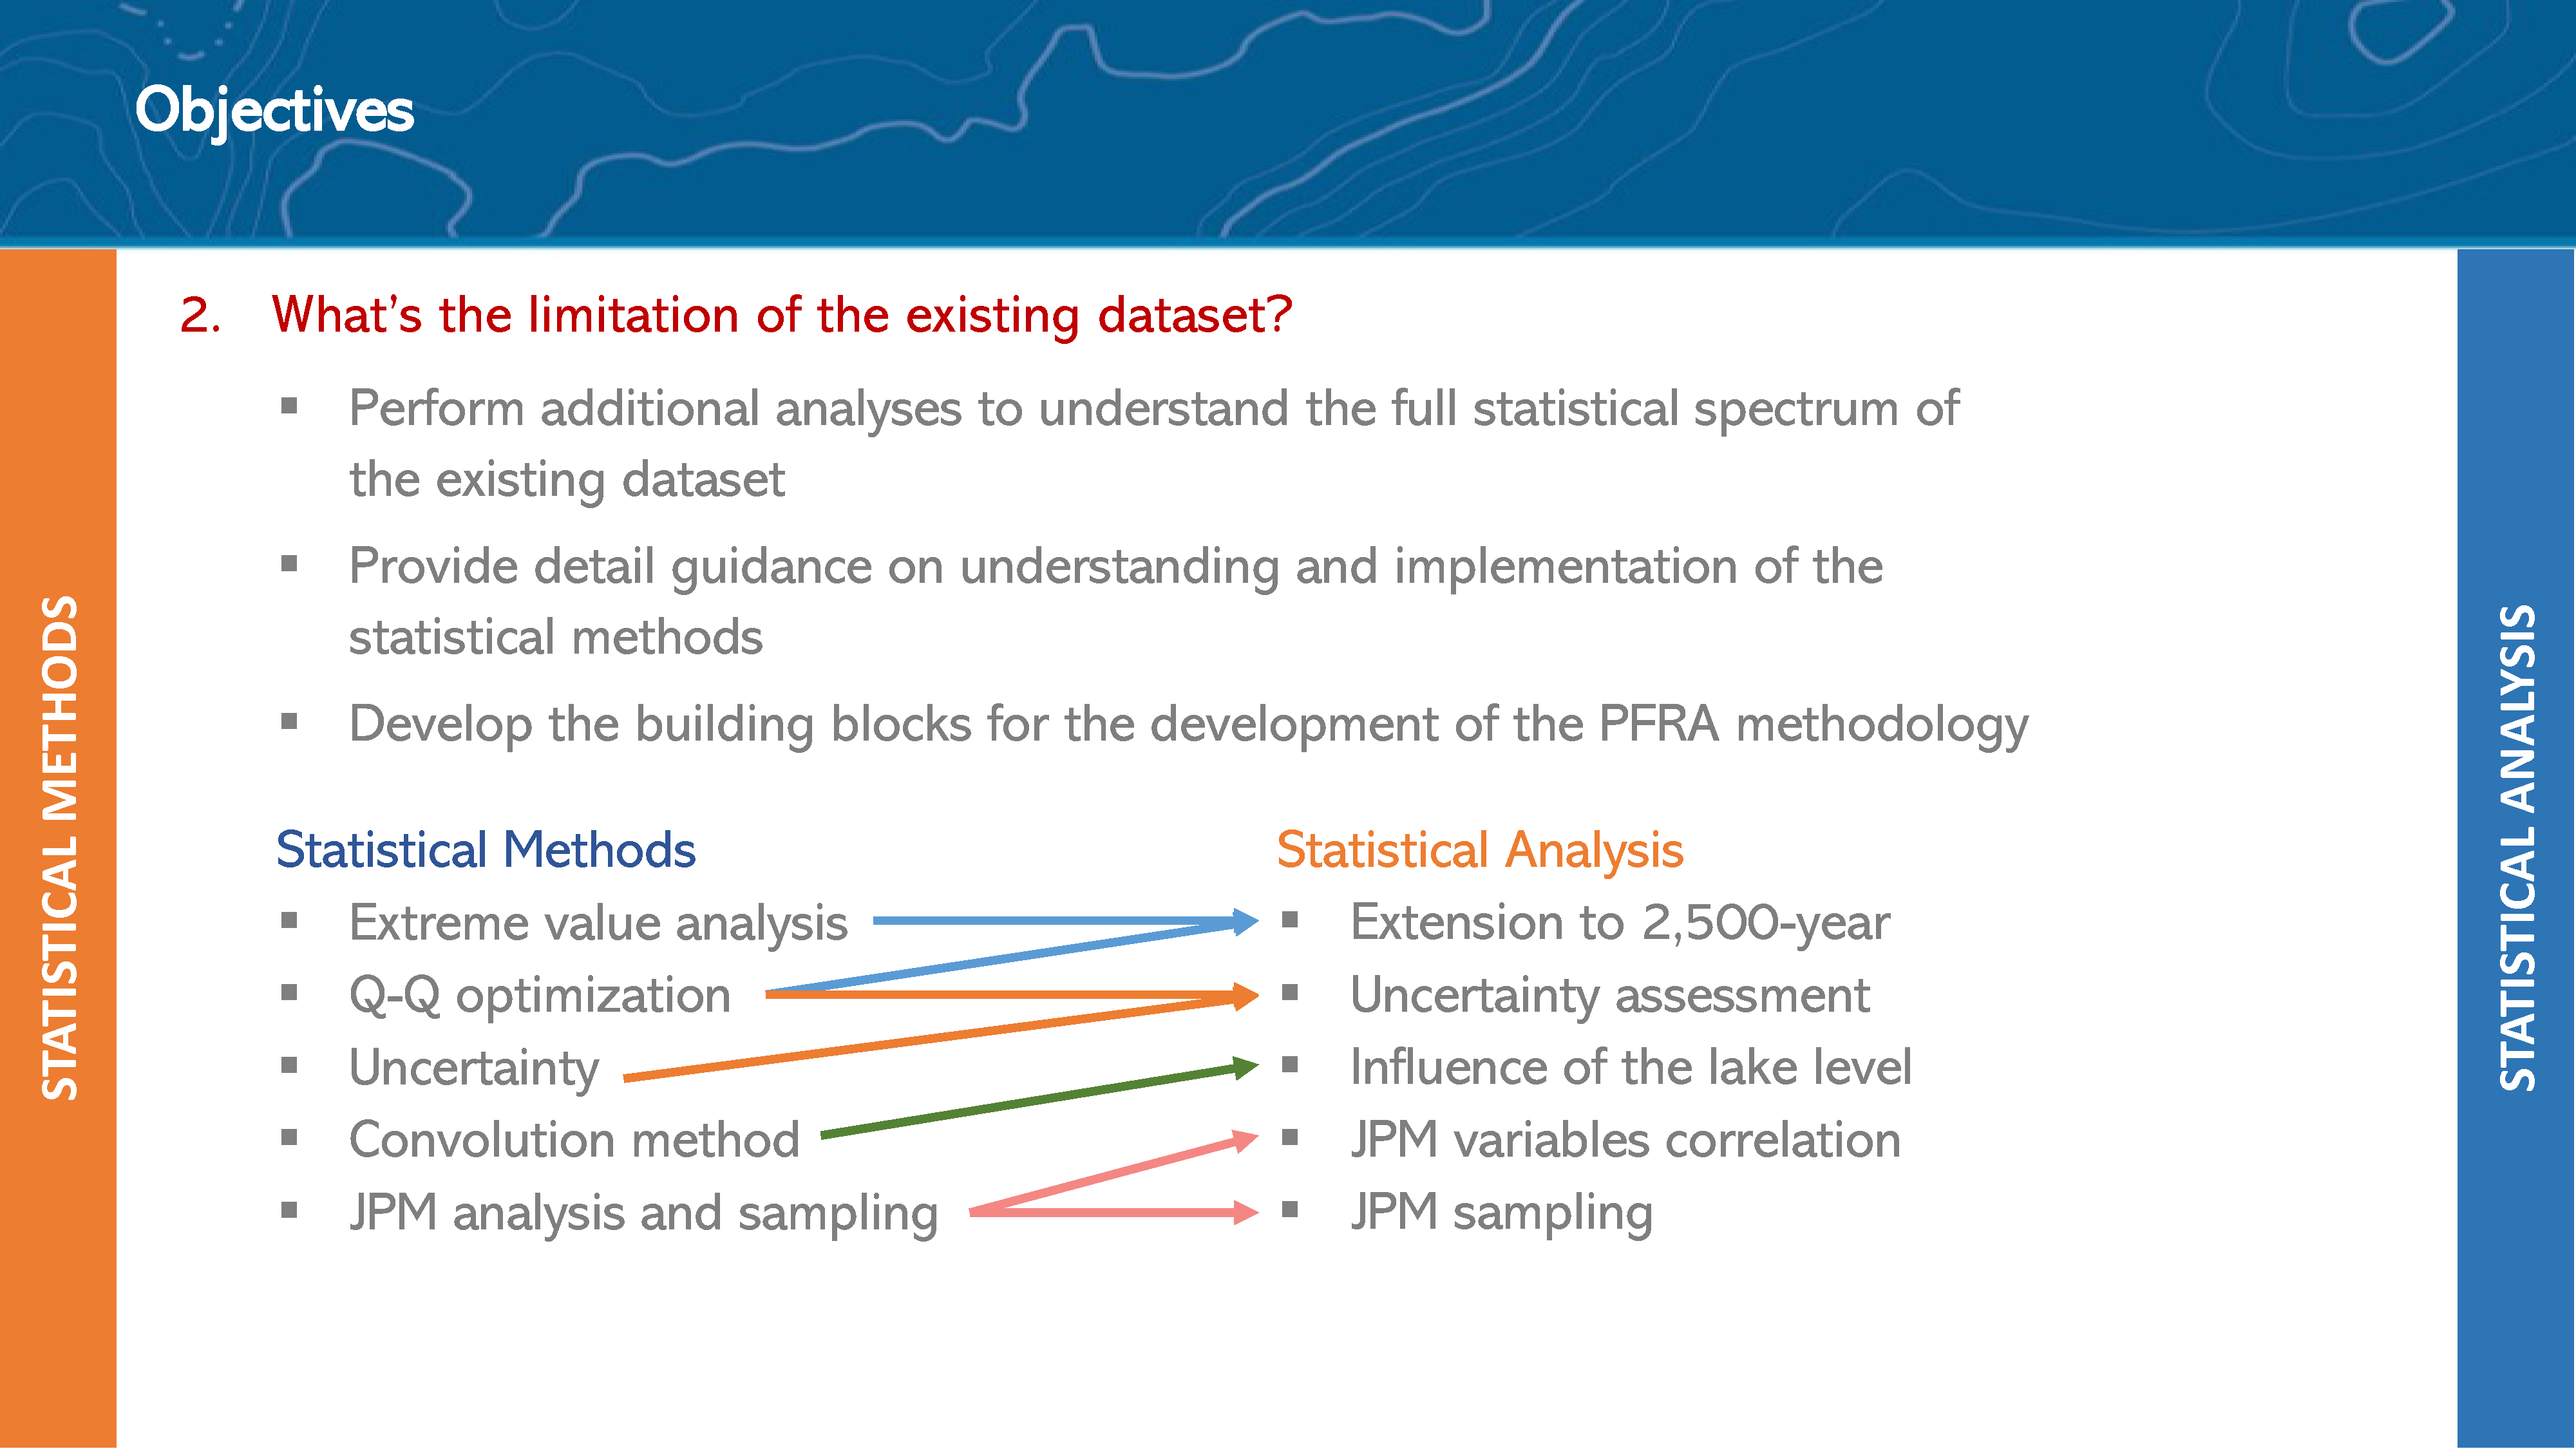 Objectives
2. What's the limitation of the existing dataset?
▪ Perform additional analyses to understand the full statistical spectrum of
the existing dataset
▪ Provide detail guidance on understanding and implementation of the
statistical methods
▪ Develop the building blocks for the development of the PFRA methodology
Statistical Methods
▪ Extreme value analysis
▪ Q-Q optimization
▪ Uncertainty
▪ Convolution method
▪ JPM analysis and sampling
Statistical Analysis
▪ Extension to 2,500-year
▪ Uncertainty assessment
▪ Influence of the lake level
▪ JPM variables correlation
▪ JPM sampling
STATISTICAL METHODS
STATISTICAL ANALYSIS